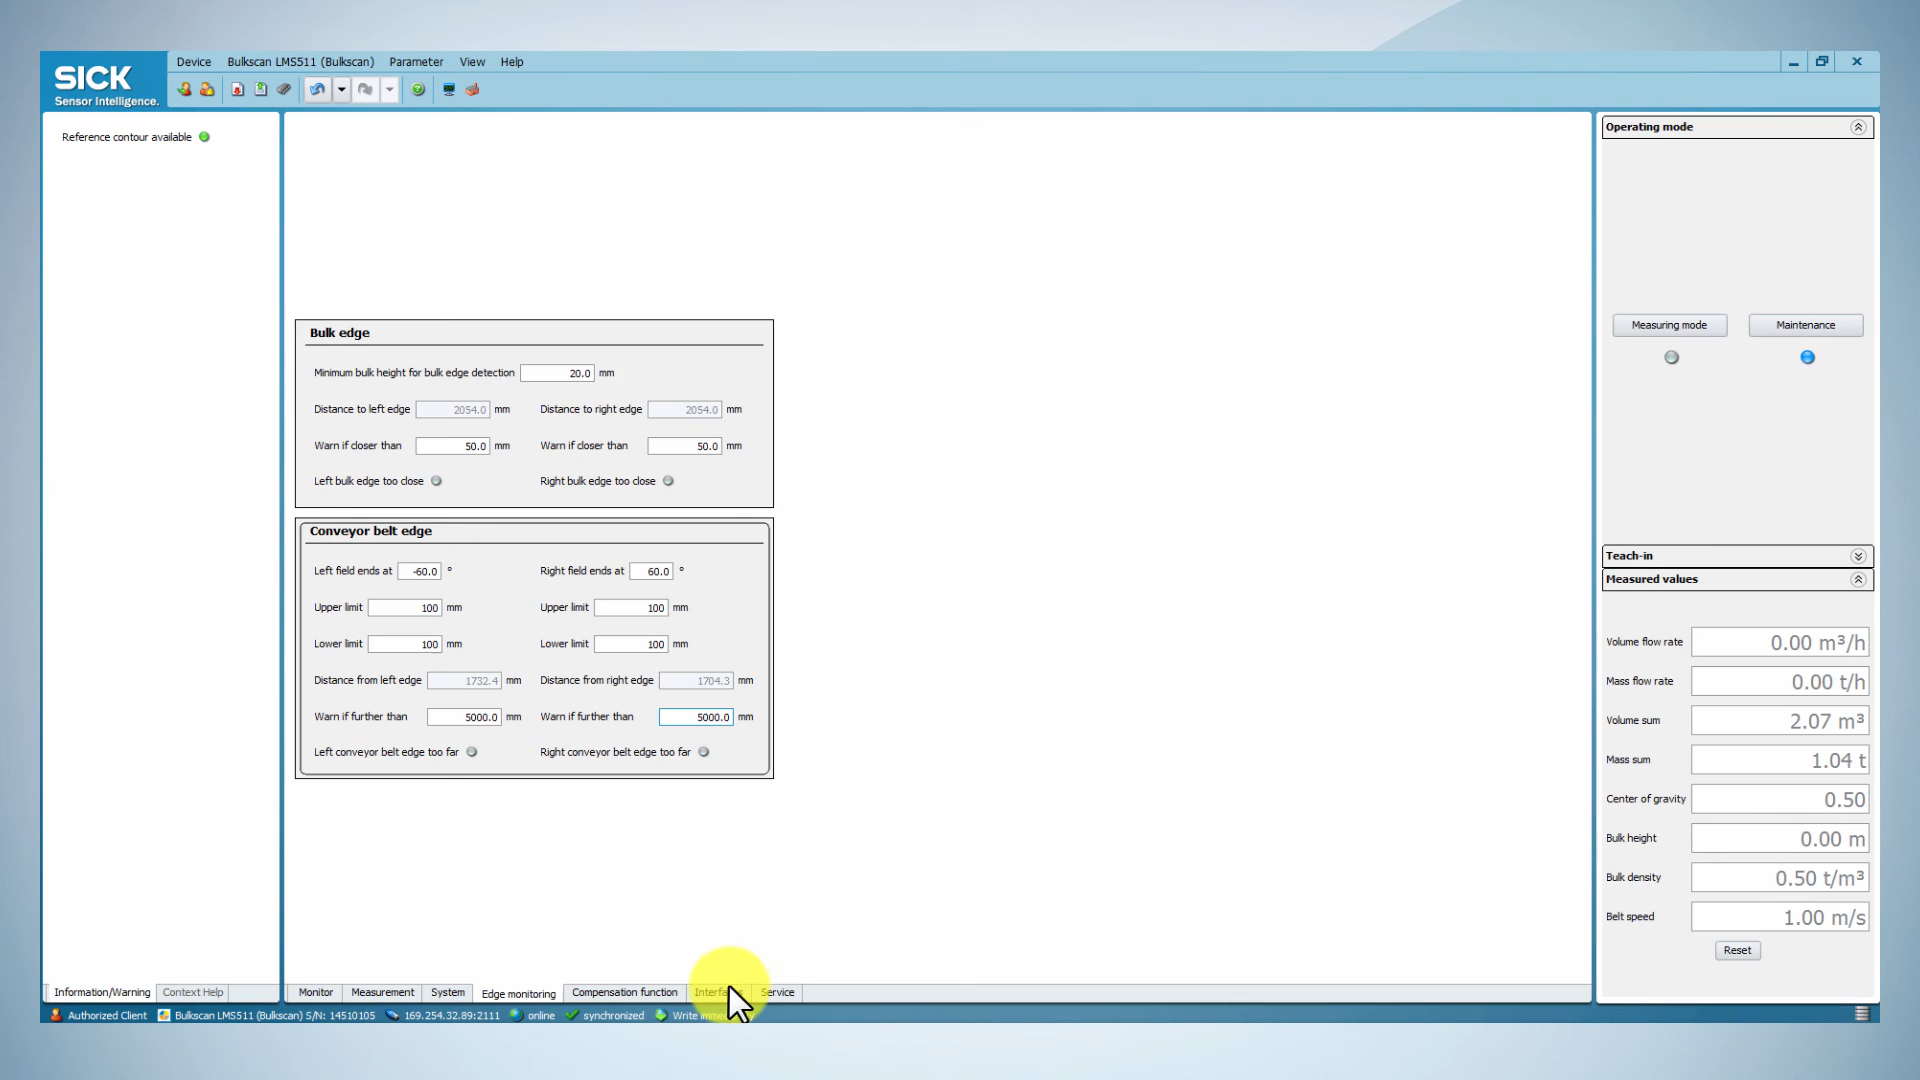 SICK
Sensor Intelligence.
Device Bulkscan LMS511 (Bulkscan) Parameter View Help
Reference contour available
Bulk edge
Minimum bulk height for bulk edge detection 20.0 mm
Distance to left edge 2054.0 mm Distance to right edge 2054.0 mm
Warn if closer than 50.0 mm Warn if closer than 50.0 mm
Left bulk edge too close Right bulk edge too close
Conveyor belt edge
Left field ends at -60.0 ° Right field ends at 60.0 °
Upper limit 100 mm Upper limit 100 mm
Lower limit 100 mm Lower limit 100 mm
Distance from left edge 1732.4 mm Distance from right edge 1704.3 mm
Warn if further than 5000.0 mm Warn if further than 5000.0 mm
Left conveyor belt edge too far Right conveyor belt edge too far
Operating mode
Measuring mode Maintenance
Teach-in
Measured values
Volume flow rate 0.00 m³/h
Mass flow rate 0.00 t/h
Volume sum 2.07 m³
Mass sum 1.04 t
Center of gravity 0.50
Bulk height 0.00 m
Bulk density 0.50 t/m³
Belt speed 1.00 m/s
Reset
Information/Warning Context Help Monitor Measurement System Edge monitoring Compensation function Service
Authorized Client Bulkscan LMS511 (Bulkscan) S/N: 14510105 169.254.32.89:2111 online synchronized Write